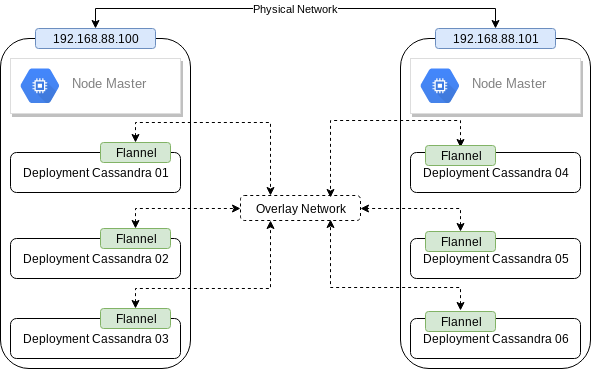 Physical Network
192.168.88.100
192.168.88.101
Node Master
Node Master
Flannel
Deployment Cassandra 01
Flannel
Deployment Cassandra 04
Overlay Network
Flannel
Deployment Cassandra 02
Flannel
Deployment Cassandra 05
Flannel
Deployment Cassandra 03
Flannel
Deployment Cassandra 06